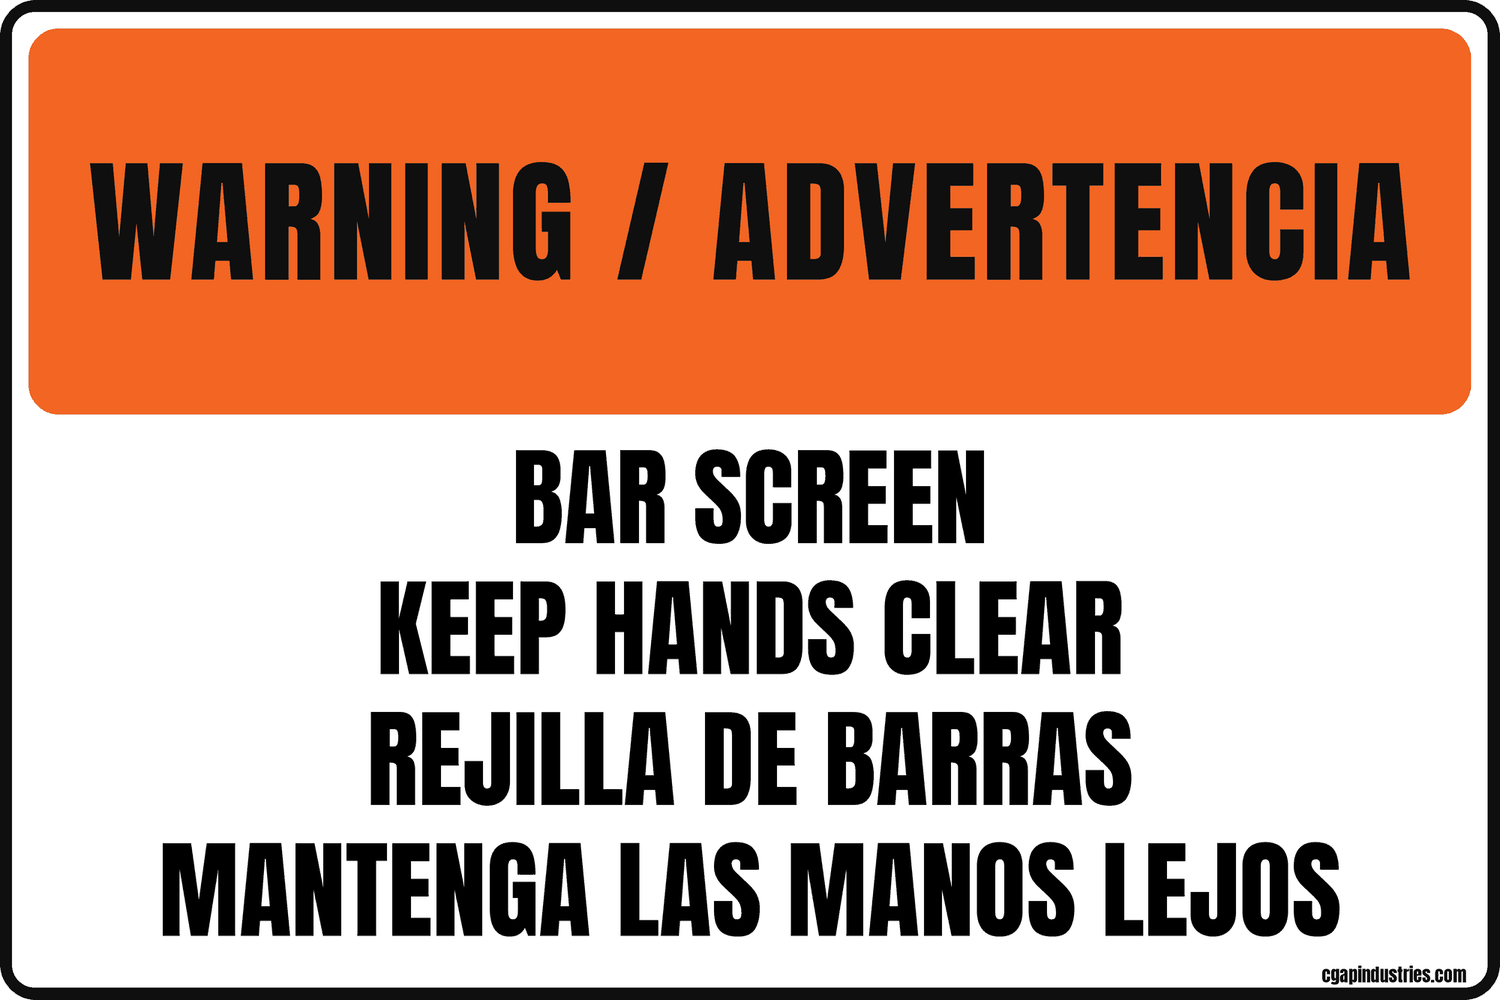 WARNING / ADVERTENCIA
BAR SCREEN
KEEP HANDS CLEAR
REJILLA DE BARRAS
MANTENGA LAS MANOS LEJOS
cgapindustries.com